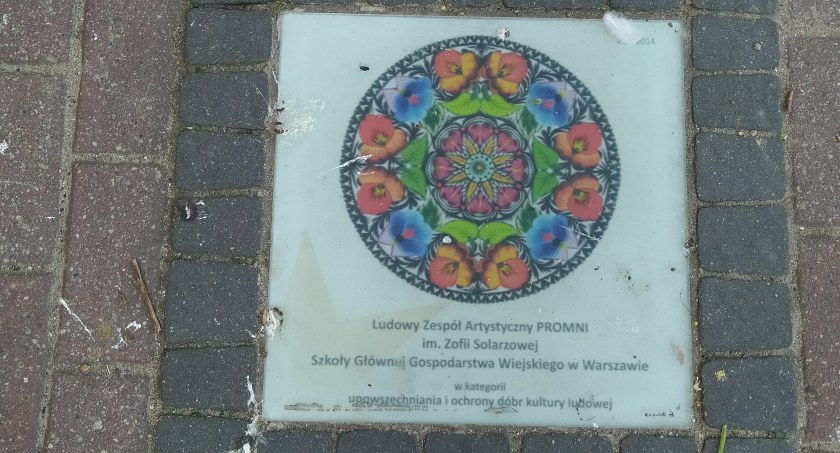 Ludowy Zespół Artystyczny PROMNI
im. Zofii Solarzowej
Szkoły Głównej Gospodarstwa Wiejskiego w Warszawie
w kategorii
upowszechniania i ochrony dóbr kultury ludowej